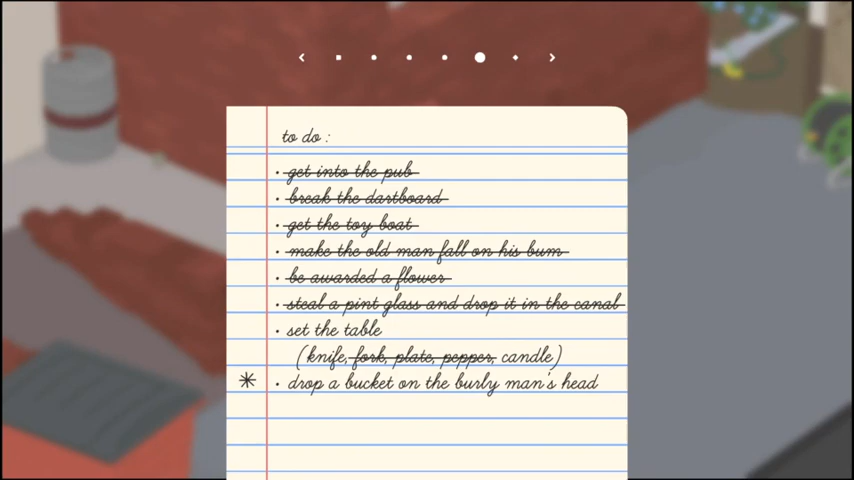 to do :
· get into the pub
· break the dartboard
· get the toy boat
· make the old man fall on his bum
· be awarded a flower
· steal a pint glass and drop it in the canal
· set the table
(knife, fork, plate, pepper, candle)
· drop a bucket on the burly man's head